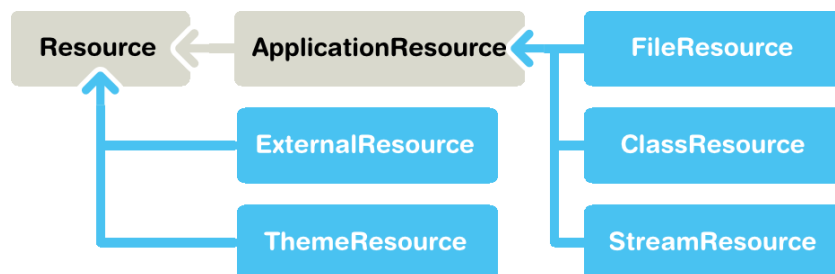 Resource
ApplicationResource
FileResource
ExternalResource
ClassResource
ThemeResource
StreamResource